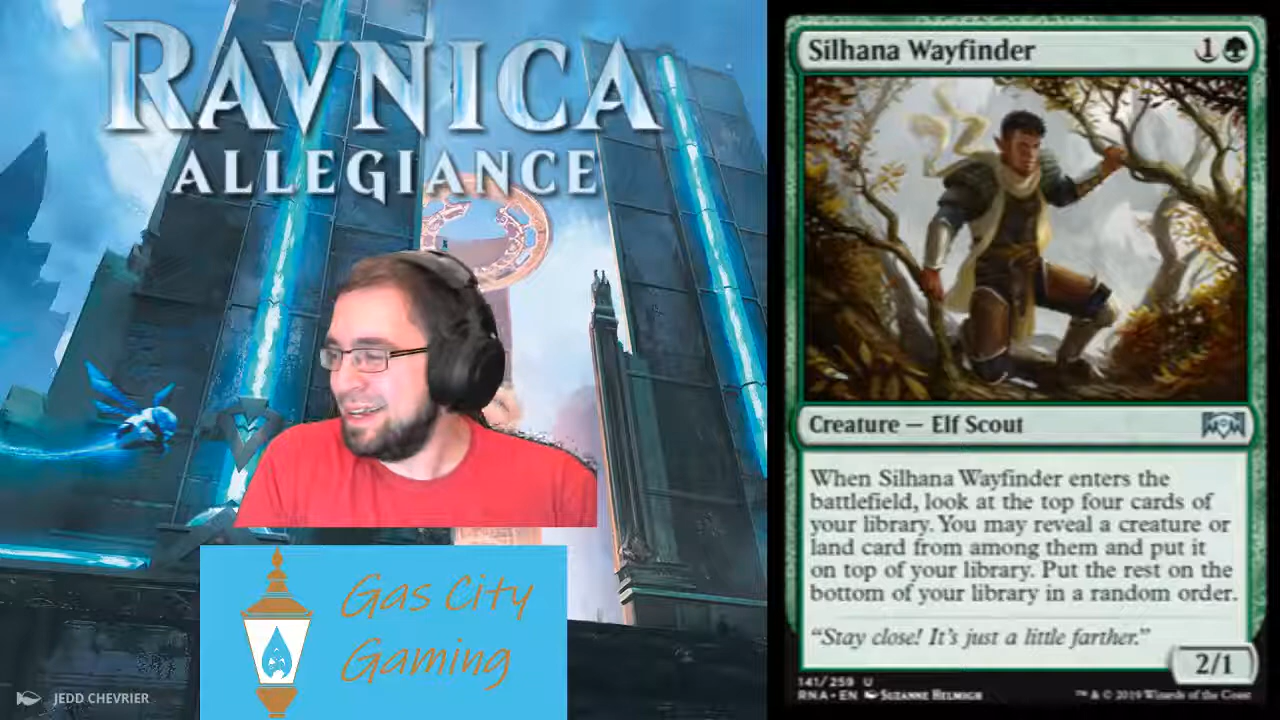 RAVNICA
ALLEGIANCE
Gas City
Gaming
JEDD CHEVRIER
Silhana Wayfinder
1
Creature — Elf Scout
When Silhana Wayfinder enters the
battlefield, look at the top four cards of
your library. You may reveal a creature or
land card from among them and put it
on top of your library. Put the rest on the
bottom of your library in a random order.
“Stay close! It’s just a little farther.”
2/1
141/259 U
RNA • EN SUZANNE HELMIGH
™ & © 2019 Wizards of the Coast